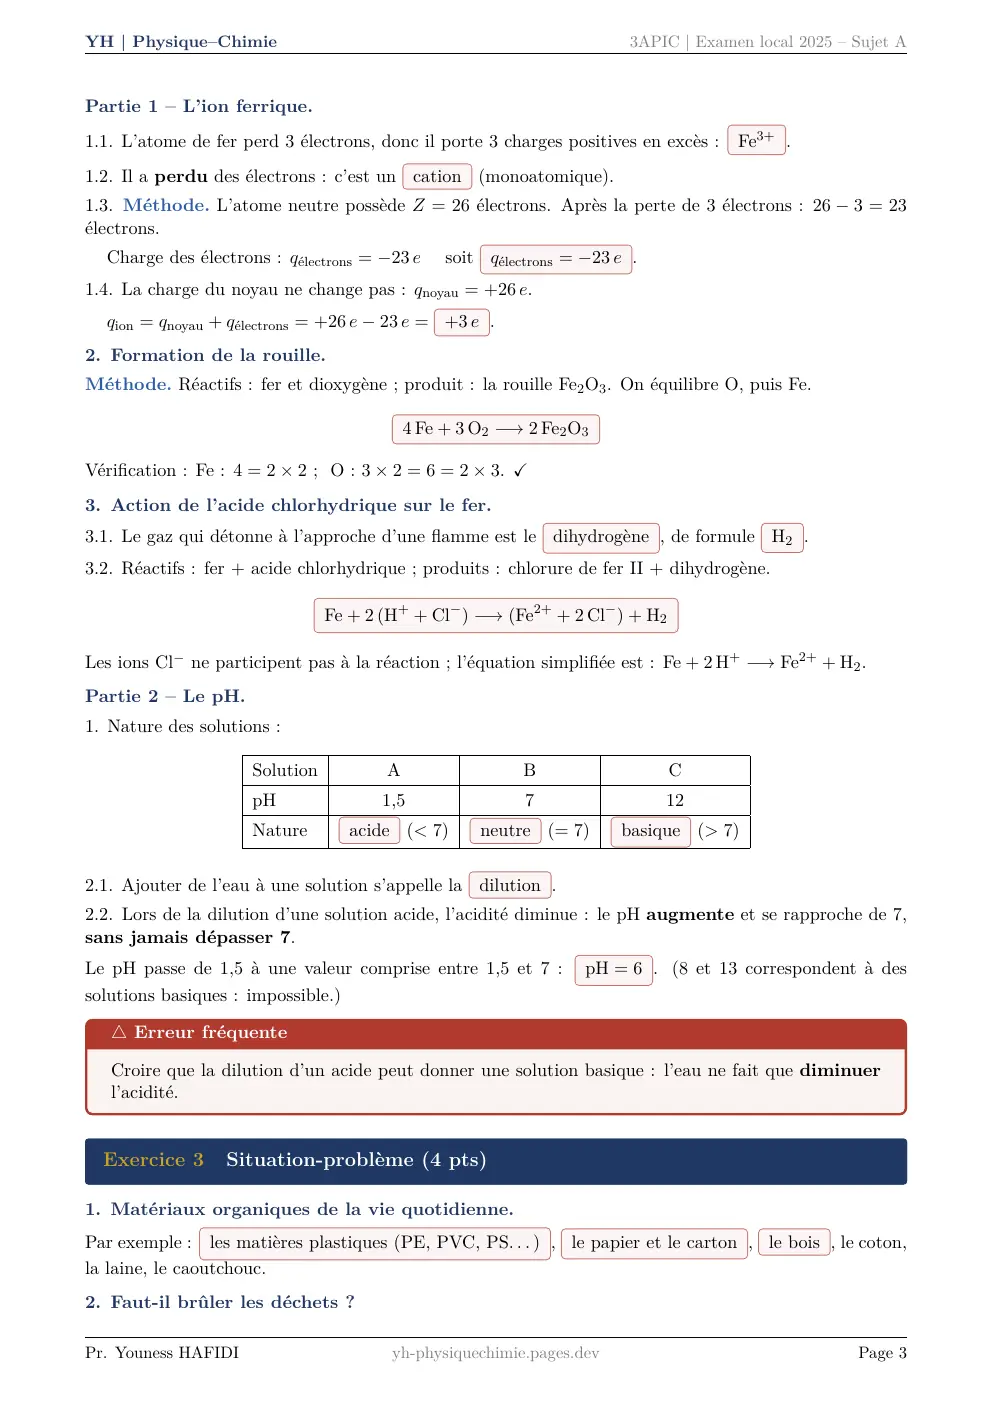 YH | Physique–Chimie 3APIC | Examen local 2025 – Sujet A
Partie 1 – L'ion ferrique.
1.1. L'atome de fer perd 3 électrons, donc il porte 3 charges positives en excès : Fe³⁺ .
1.2. Il a perdu des électrons : c'est un cation (monoatomique).
1.3. Méthode. L'atome neutre possède Z = 26 électrons. Après la perte de 3 électrons : 26 − 3 = 23
électrons.
Charge des électrons : qélectrons = −23 e soit qélectrons = −23 e .
1.4. La charge du noyau ne change pas : qnoyau = +26 e.
qion = qnoyau + qélectrons = +26 e − 23 e = +3 e .
2. Formation de la rouille.
Méthode. Réactifs : fer et dioxygène ; produit : la rouille Fe₂O₃. On équilibre O, puis Fe.
4 Fe + 3 O₂ ⟶ 2 Fe₂O₃
Vérification : Fe : 4 = 2 × 2 ; O : 3 × 2 = 6 = 2 × 3. ✓
3. Action de l'acide chlorhydrique sur le fer.
3.1. Le gaz qui détonne à l'approche d'une flamme est le dihydrogène , de formule H₂ .
3.2. Réactifs : fer + acide chlorhydrique ; produits : chlorure de fer II + dihydrogène.
Fe + 2 (H⁺ + Cl⁻) ⟶ (Fe²⁺ + 2 Cl⁻) + H₂
Les ions Cl⁻ ne participent pas à la réaction ; l'équation simplifiée est : Fe + 2 H⁺ ⟶ Fe²⁺ + H₂.
Partie 2 – Le pH.
1. Nature des solutions :
Solution A B C
pH 1,5 7 12
Nature acide (< 7) neutre (= 7) basique (> 7)
2.1. Ajouter de l'eau à une solution s'appelle la dilution .
2.2. Lors de la dilution d'une solution acide, l'acidité diminue : le pH augmente et se rapproche de 7,
sans jamais dépasser 7.
Le pH passe de 1,5 à une valeur comprise entre 1,5 et 7 : pH = 6 . (8 et 13 correspondent à des
solutions basiques : impossible.)
△ Erreur fréquente
Croire que la dilution d'un acide peut donner une solution basique : l'eau ne fait que diminuer
l'acidité.
Exercice 3 Situation-problème (4 pts)
1. Matériaux organiques de la vie quotidienne.
Par exemple : les matières plastiques (PE, PVC, PS. . . ) , le papier et le carton , le bois , le coton,
la laine, le caoutchouc.
2. Faut-il brûler les déchets ?
Pr. Youness HAFIDI yh-physiquechimie.pages.dev Page 3